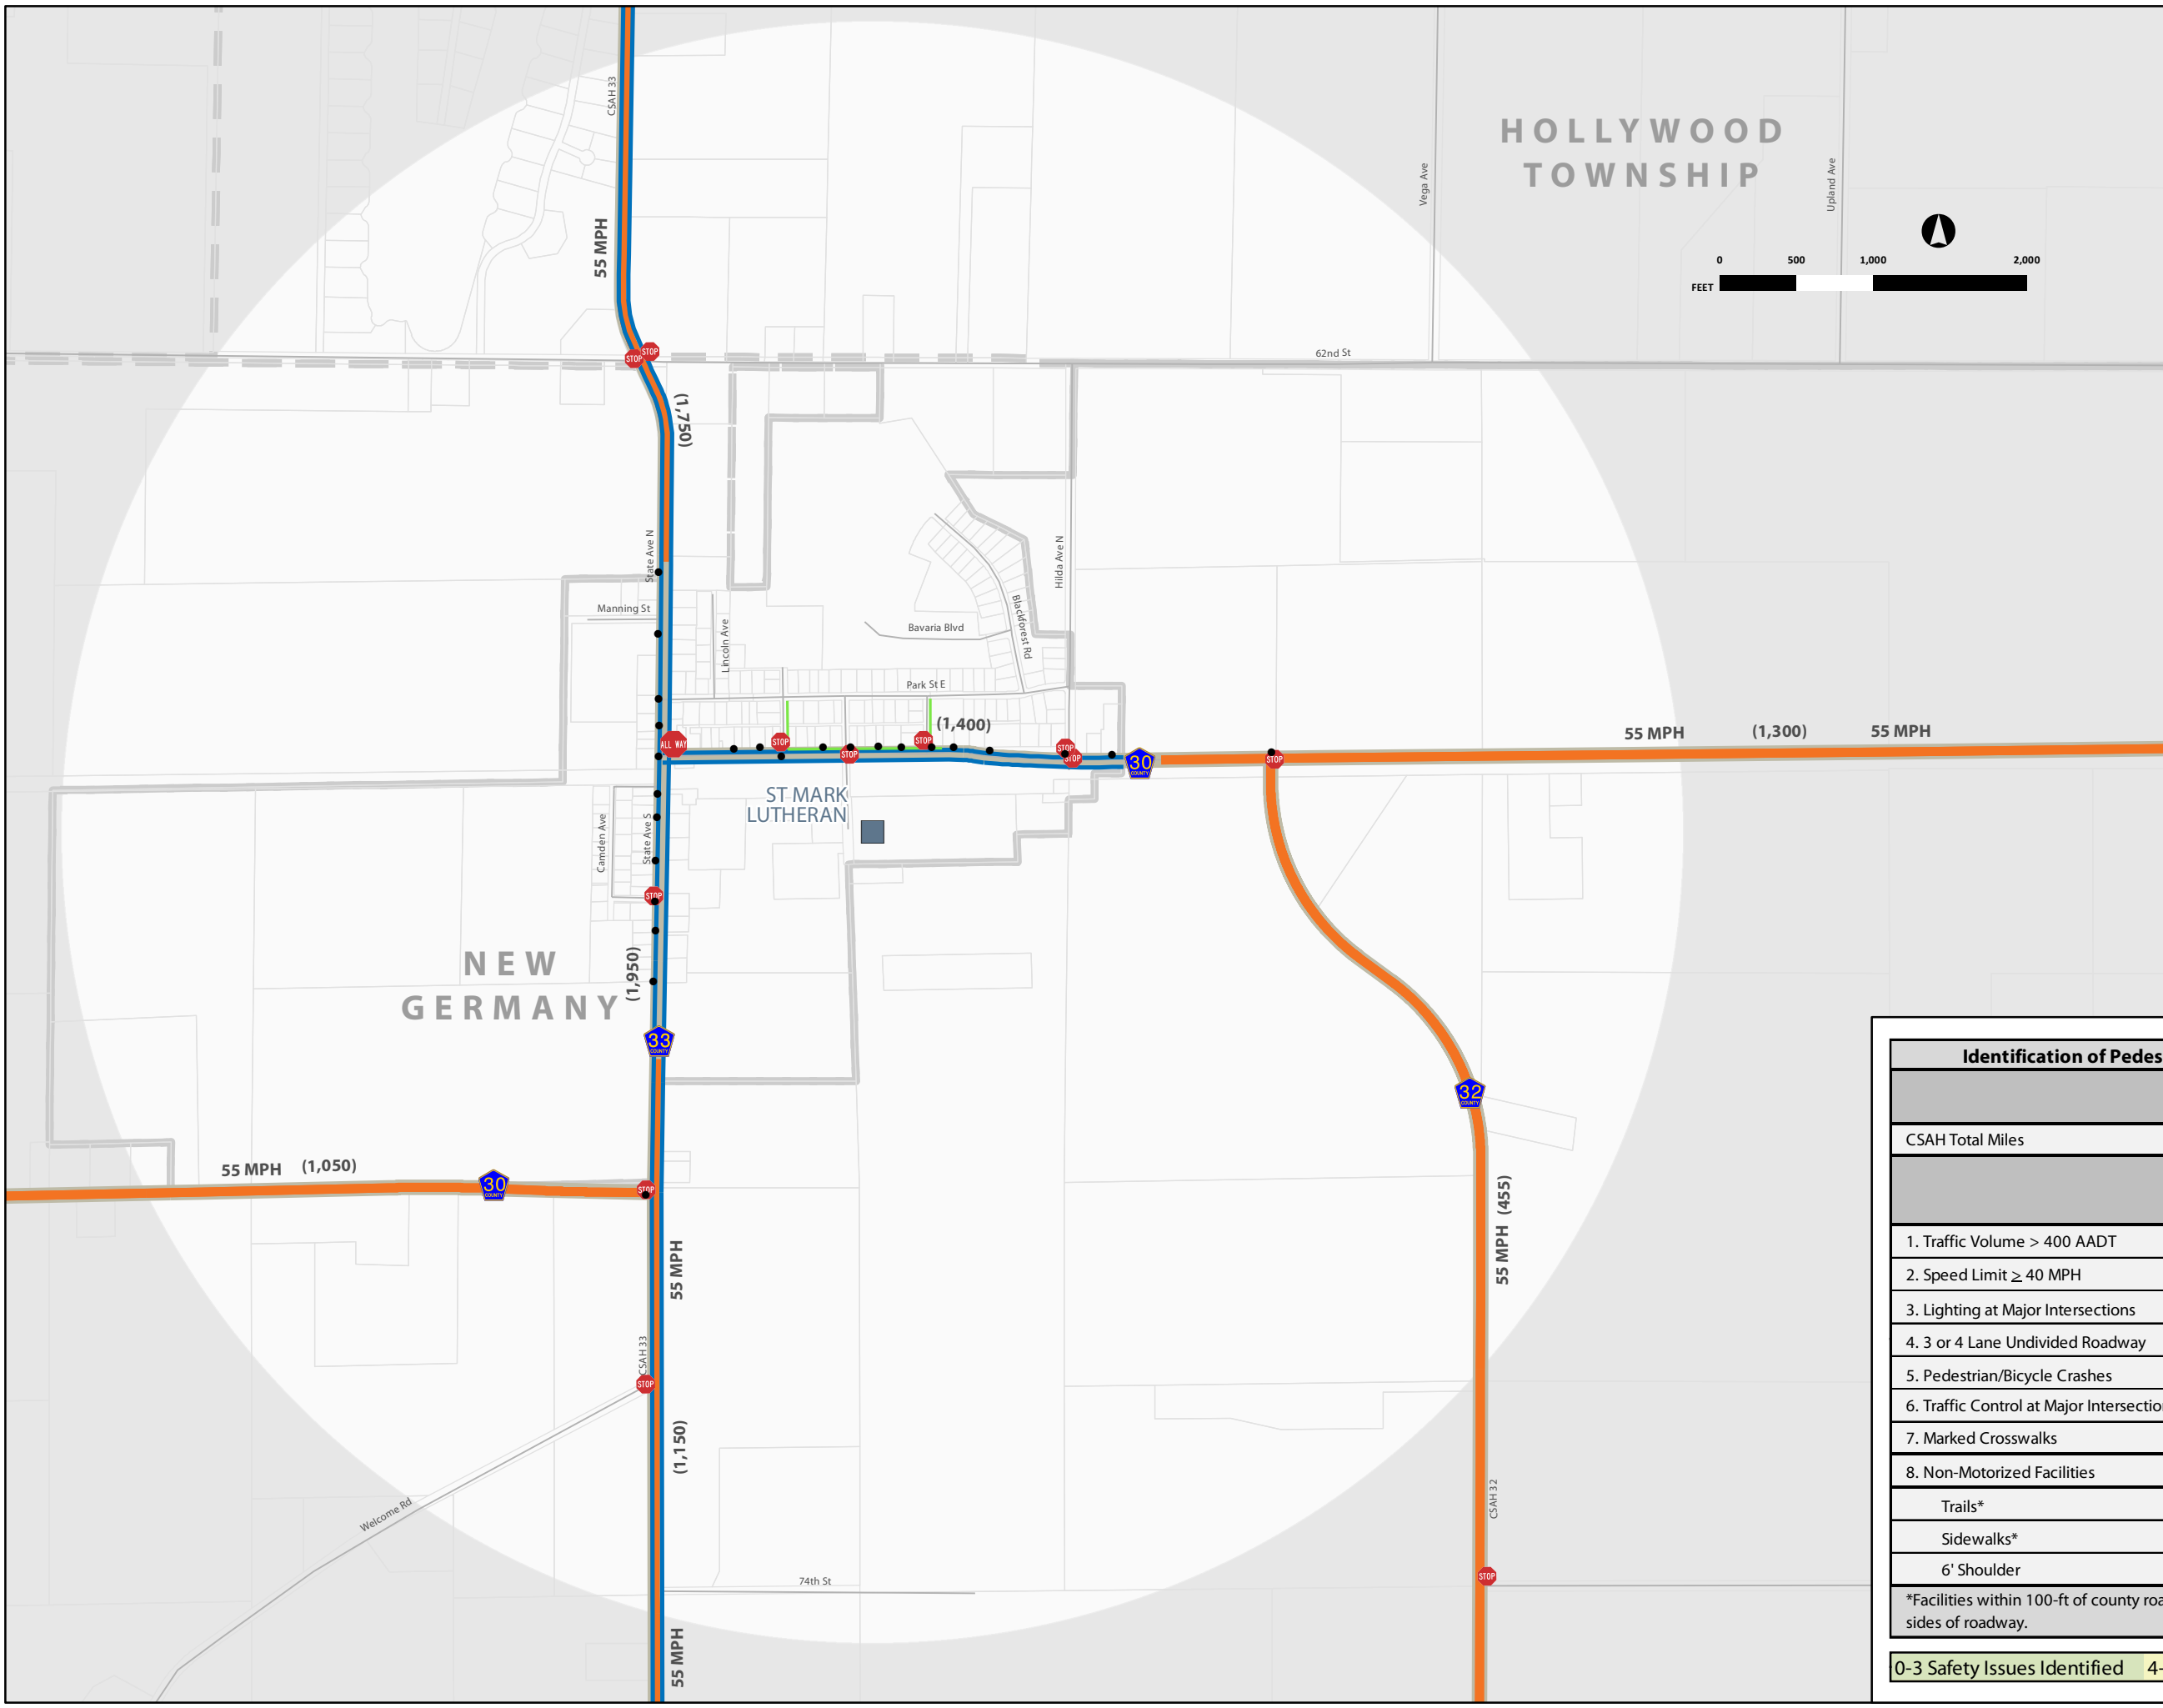 CSAH 33
HOLLYWOOD
TOWNSHIP
Vega Ave
Upland Ave
55 MPH
0 500 1,000 2,000
FEET
STOP
STOP
62nd St
(1,750)
State Ave N
Hilda Ave N
Manning St
Lincoln Ave
Bavaria Blvd
Blackforest Rd
Park St E
(1,400)
ALL WAY
STOP
STOP
STOP
STOP
STOP
30
COUNTY
STOP
55 MPH (1,300) 55 MPH
ST MARK
LUTHERAN
Camden Ave
State Ave S
STOP
NEW
GERMANY
(1,950)
33
COUNTY
32
COUNTY
55 MPH (1,050)
30
COUNTY
STOP
55 MPH
55 MPH (455)
CSAH 33
STOP
(1,150)
Welcome Rd
CSAH 32
74th St
STOP
55 MPH
Identification of Pedes
CSAH Total Miles
1. Traffic Volume > 400 AADT
2. Speed Limit ≥ 40 MPH
3. Lighting at Major Intersections
4. 3 or 4 Lane Undivided Roadway
5. Pedestrian/Bicycle Crashes
6. Traffic Control at Major Intersectio
7. Marked Crosswalks
8. Non-Motorized Facilities
Trails*
Sidewalks*
6' Shoulder
*Facilities within 100-ft of county roa
sides of roadway.
0-3 Safety Issues Identified 4-